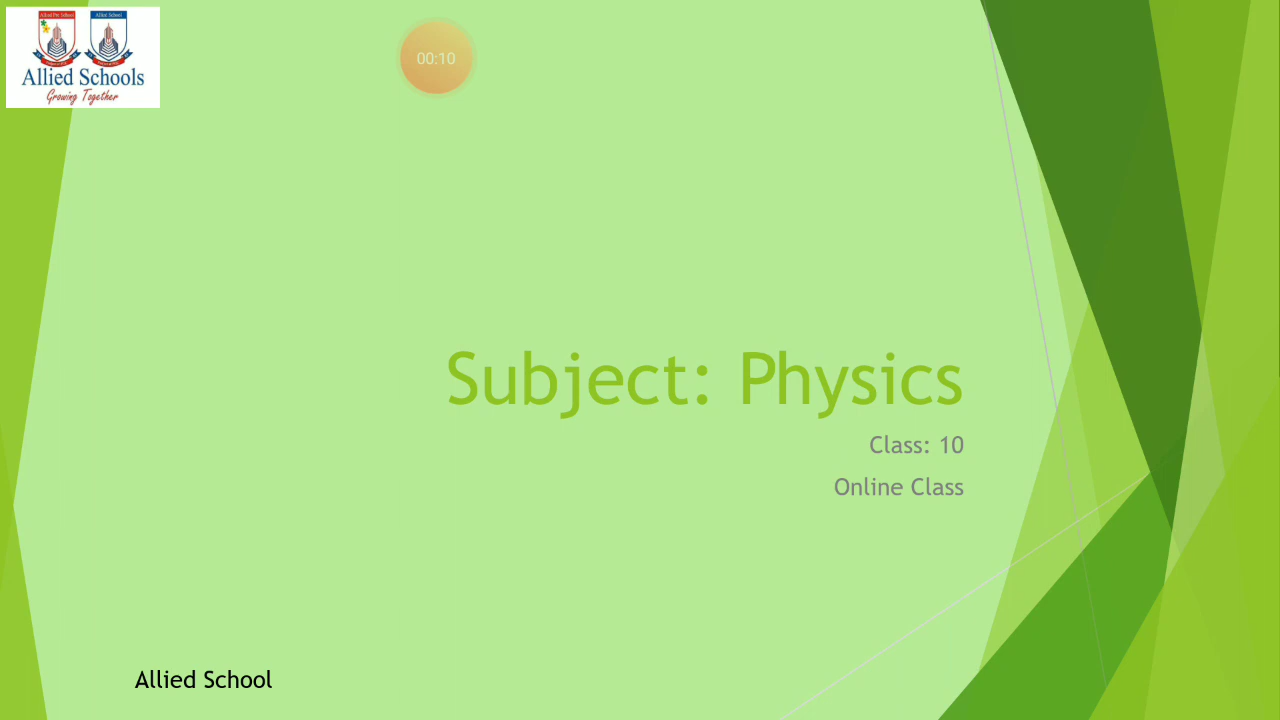 Allied Schools
Growing Together
00:10
Subject: Physics
Class: 10
Online Class
Allied School